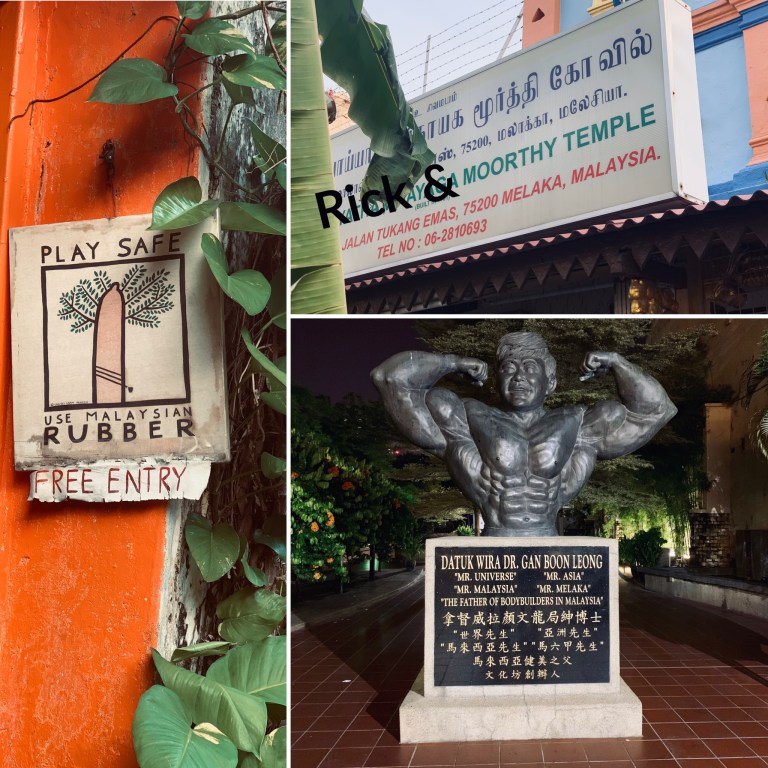 PLAY SAFE
USE MALAYSIAN
RUBBER
FREE ENTRY
மூர்த்தி கோவில்
75200, மலாக்கா, மலேசியா.
MOORTHY TEMPLE
JALAN TUKANG EMAS, 75200 MELAKA, MALAYSIA.
TEL NO : 06-2810693
Rick &
DATUK WIRA DR. GAN BOON LEONG
"MR. UNIVERSE" "MR. ASIA"
"MR. MALAYSIA "MR. MELAKA"
"THE FATHER OF BODYBUILDERS IN MALAYSIA"
拿督威拉顏文龍局紳博士
"世界先生" "亞洲先生"
"馬來西亞先生" "馬六甲先生"
馬來西亞健美之父
文化坊創辦人